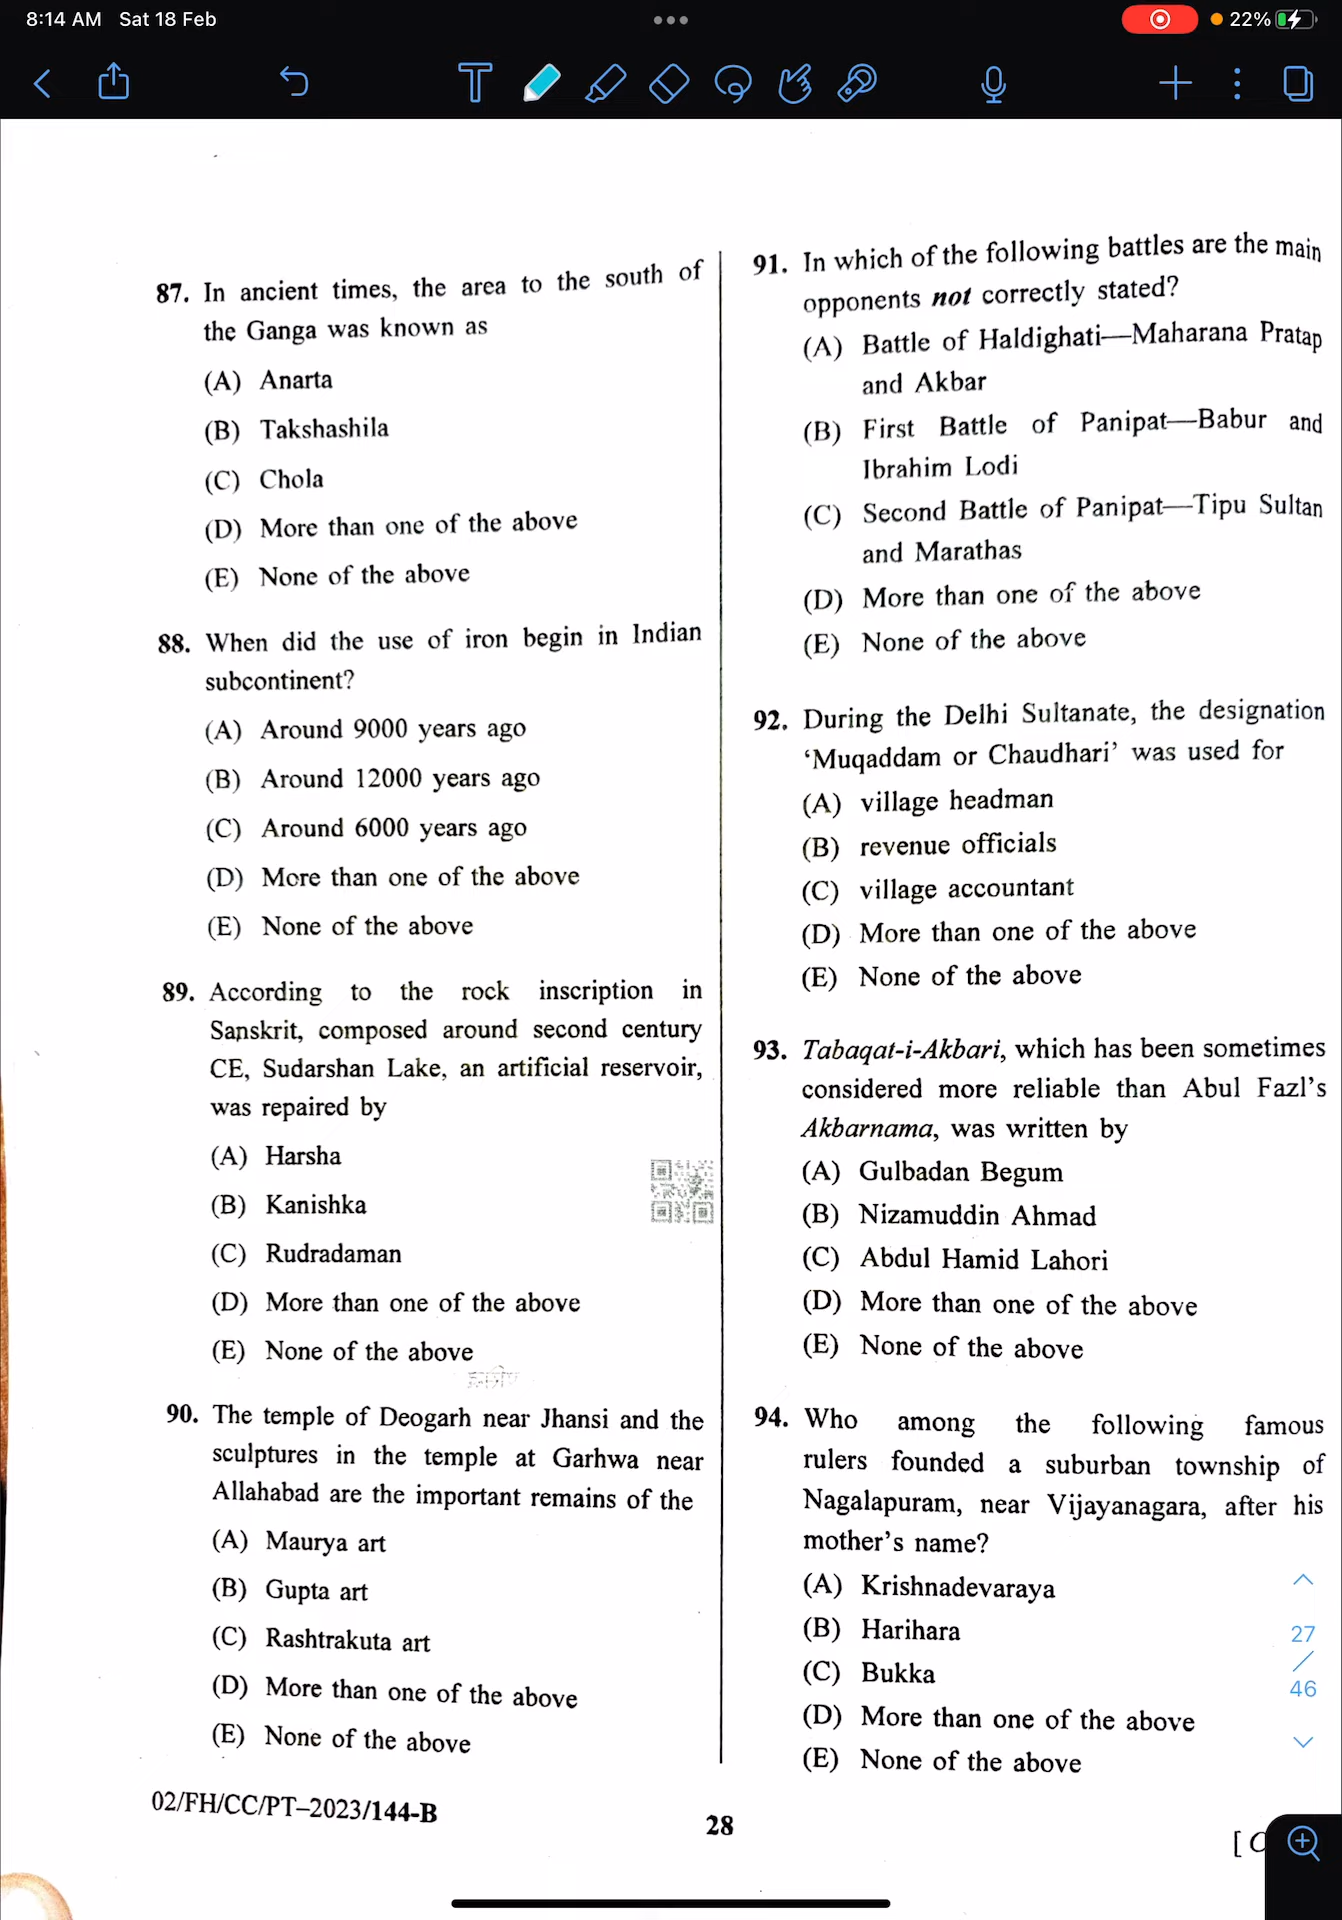 8:14 AM Sat 18 Feb
22%
87. In ancient times, the area to the south of
the Ganga was known as
(A) Anarta
(B) Takshashila
(C) Chola
(D) More than one of the above
(E) None of the above
88. When did the use of iron begin in Indian
subcontinent?
(A) Around 9000 years ago
(B) Around 12000 years ago
(C) Around 6000 years ago
(D) More than one of the above
(E) None of the above
89. According to the rock inscription in
Sanskrit, composed around second century
CE, Sudarshan Lake, an artificial reservoir,
was repaired by
(A) Harsha
(B) Kanishka
(C) Rudradaman
(D) More than one of the above
(E) None of the above
90. The temple of Deogarh near Jhansi and the
sculptures in the temple at Garhwa near
Allahabad are the important remains of the
(A) Maurya art
(B) Gupta art
(C) Rashtrakuta art
(D) More than one of the above
(E) None of the above
91. In which of the following battles are the main
opponents not correctly stated?
(A) Battle of Haldighati—Maharana Pratap
and Akbar
(B) First Battle of Panipat—Babur and
Ibrahim Lodi
(C) Second Battle of Panipat—Tipu Sultan
and Marathas
(D) More than one of the above
(E) None of the above
92. During the Delhi Sultanate, the designation
‘Muqaddam or Chaudhari’ was used for
(A) village headman
(B) revenue officials
(C) village accountant
(D) More than one of the above
(E) None of the above
93. Tabaqat-i-Akbari, which has been sometimes
considered more reliable than Abul Fazl’s
Akbarnama, was written by
(A) Gulbadan Begum
(B) Nizamuddin Ahmad
(C) Abdul Hamid Lahori
(D) More than one of the above
(E) None of the above
94. Who among the following famous
rulers founded a suburban township of
Nagalapuram, near Vijayanagara, after his
mother’s name?
(A) Krishnadevaraya
(B) Harihara
(C) Bukka
(D) More than one of the above
(E) None of the above
27
/
46
02/FH/CC/PT–2023/144-B
28